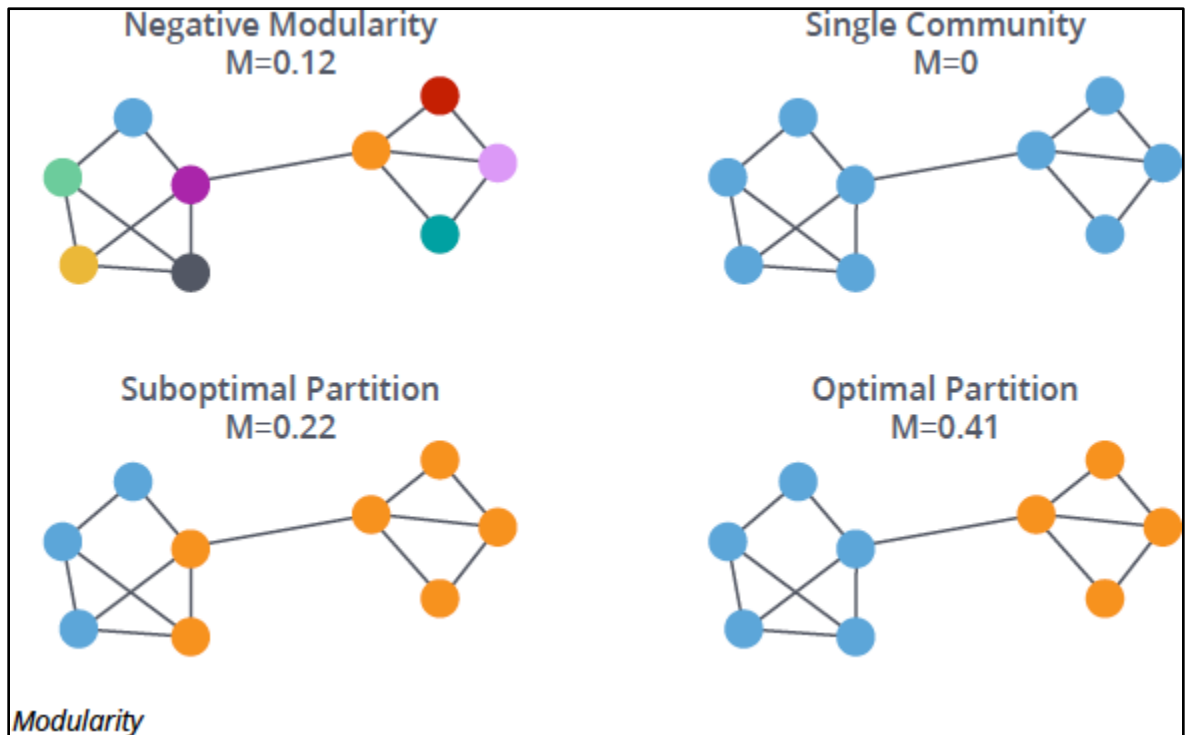 Negative Modularity
M=0.12
Single Community
M=0
Suboptimal Partition
M=0.22
Optimal Partition
M=0.41
Modularity